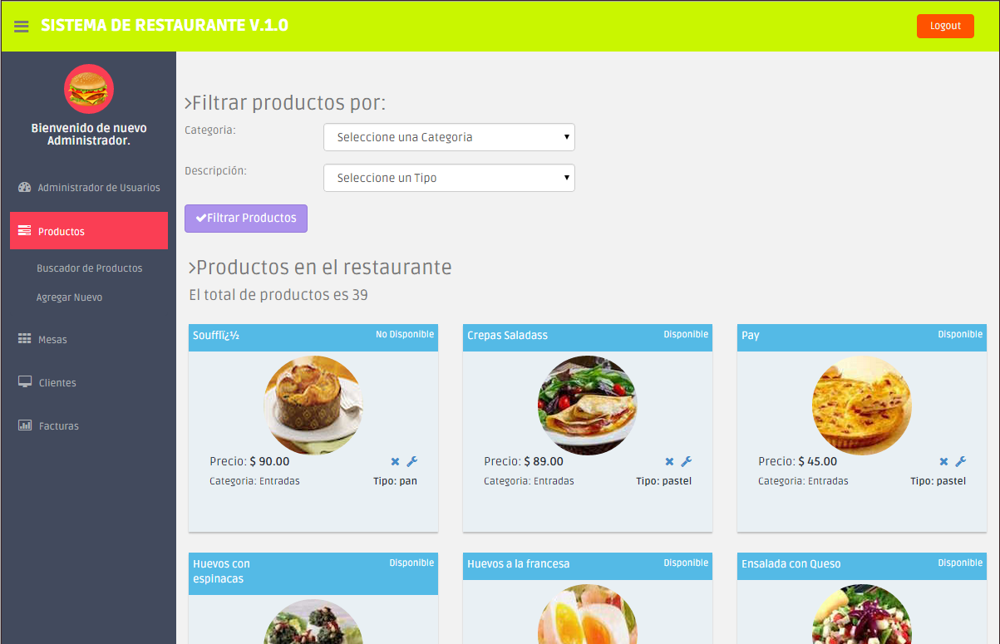 SISTEMA DE RESTAURANTE V.1.0
Logout
Bienvenido de nuevo
Administrador.
Administrador de Usuarios
Productos
Buscador de Productos
Agregar Nuevo
Mesas
Clientes
Facturas
>Filtrar productos por:
Categoria:
Seleccione una Categoria
Descripción:
Seleccione un Tipo
Filtrar Productos
>Productos en el restaurante
El total de productos es 39
Soufflï¿½
No Disponible
Precio: $ 90.00
Categoria: Entradas
Tipo: pan
Crepas Saladass
Disponible
Precio: $ 89.00
Categoria: Entradas
Tipo: pastel
Pay
Disponible
Precio: $ 45.00
Categoria: Entradas
Tipo: pastel
Huevos con
espinacas
Disponible
Huevos a la francesa
Disponible
Ensalada con Queso
Disponible